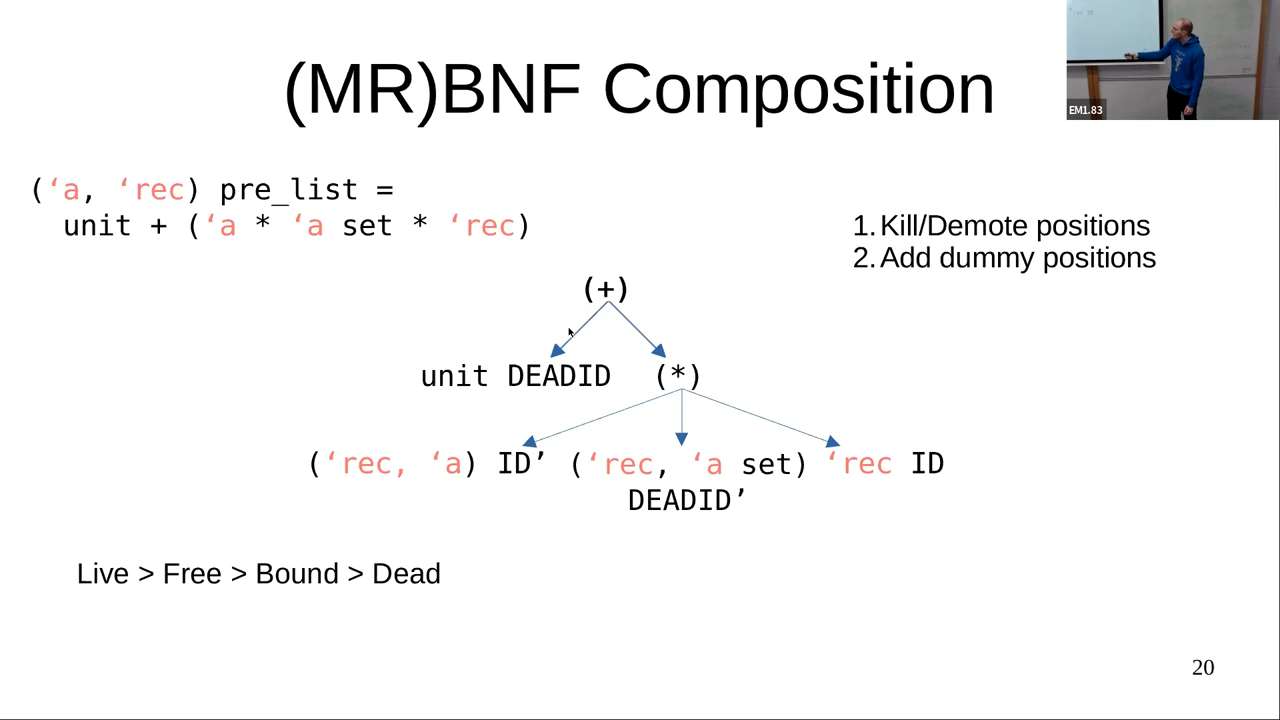 (MR)BNF Composition
EM1.83
(‘a, ‘rec) pre_list =
unit + (‘a * ‘a set * ‘rec)
1. Kill/Demote positions
2. Add dummy positions
(+)
unit DEADID (*)
(‘rec, ‘a) ID’ (‘rec, ‘a set) ‘rec ID
DEADID’
Live > Free > Bound > Dead
20